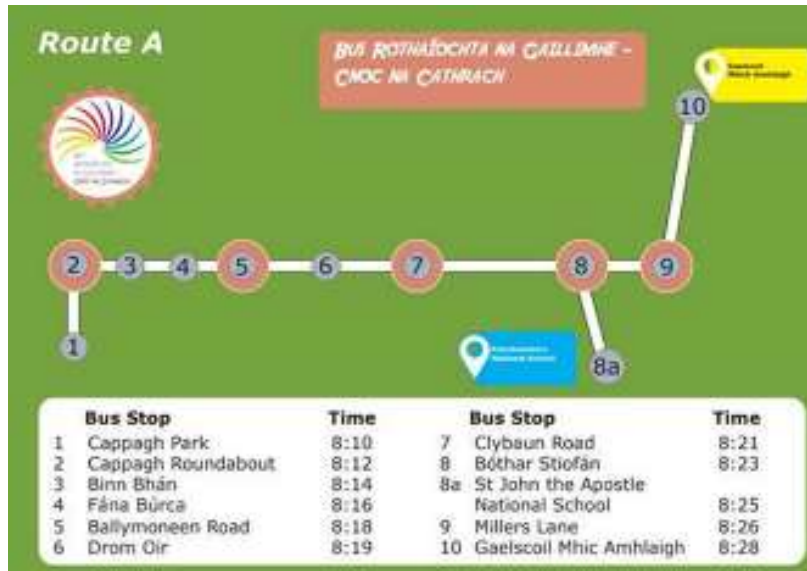 Route A
BUS ROTHAÍOCHTA NA GAILLIMHE –
CNOC NA CATHRACH
10
2
3
4
5
6
7
8
9
1
8a
Bus Stop Time
1 Cappagh Park 8:10
2 Cappagh Roundabout 8:12
3 Binn Bhán 8:14
4 Fána Búrca 8:16
5 Ballymoneen Road 8:18
6 Drom Oir 8:19
Bus Stop Time
7 Clybaun Road 8:21
8 Bóthar Stiofán 8:23
8a St John the Apostle
National School 8:25
9 Millers Lane 8:26
10 Gaelscoil Mhic Amhlaigh 8:28